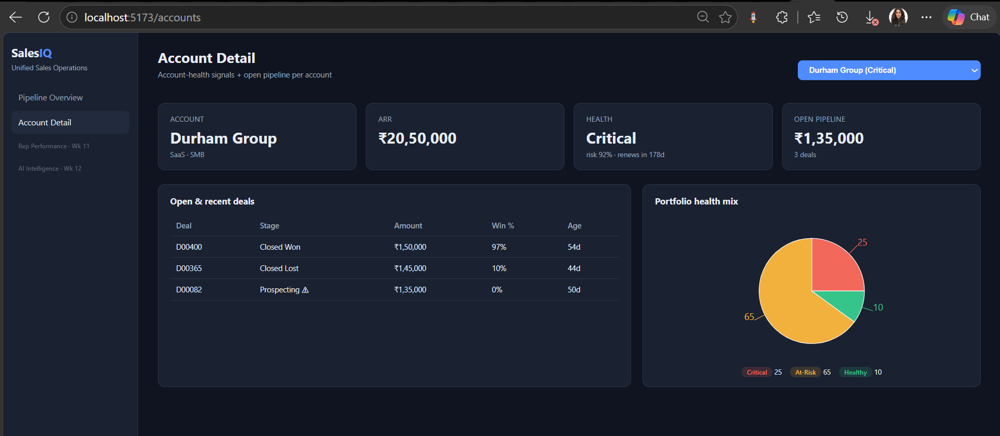 localhost:5173/accounts
Chat
SalesIQ
Unified Sales Operations
Pipeline Overview
Account Detail
Rep Performance · Wk 11
AI Intelligence · Wk 12
Account Detail
Account-health signals + open pipeline per account
Durham Group (Critical)
ACCOUNT
Durham Group
SaaS · SMB
ARR
₹20,50,000
HEALTH
Critical
risk 92% · renews in 178d
OPEN PIPELINE
₹1,35,000
3 deals
Open & recent deals
Deal Stage Amount Win % Age
D00400 Closed Won ₹1,50,000 97% 54d
D00365 Closed Lost ₹1,45,000 10% 44d
D00082 Prospecting ⚠ ₹1,35,000 0% 50d
Portfolio health mix
25
10
65
Critical 25 At-Risk 65 Healthy 10